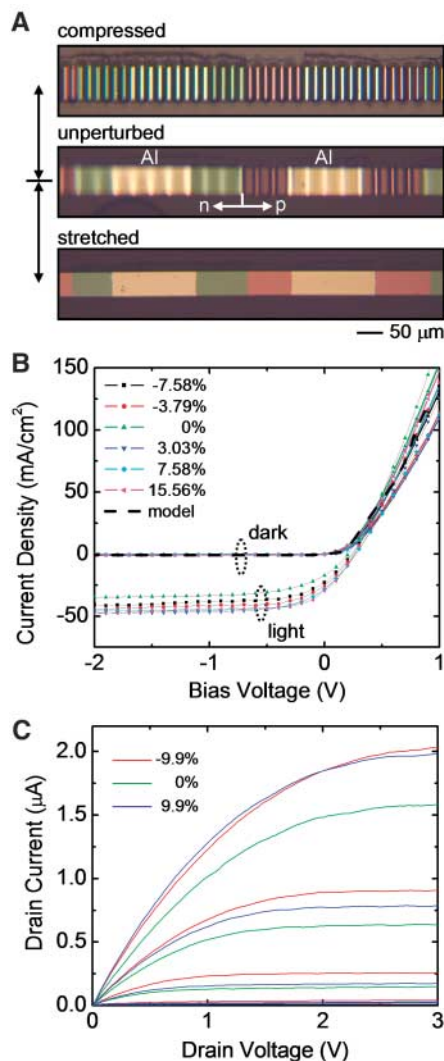 A
compressed
unperturbed
Al Al
n p
stretched
50 μm
B
150
100
50
0
-50
-2 -1 0 1
Current Density (mA/cm²)
Bias Voltage (V)
-7.58%
-3.79%
0%
3.03%
7.58%
15.56%
model
dark
light
C
2.0
1.5
1.0
0.5
0.0
0 1 2 3
Drain Current (μA)
Drain Voltage (V)
-9.9%
0%
9.9%